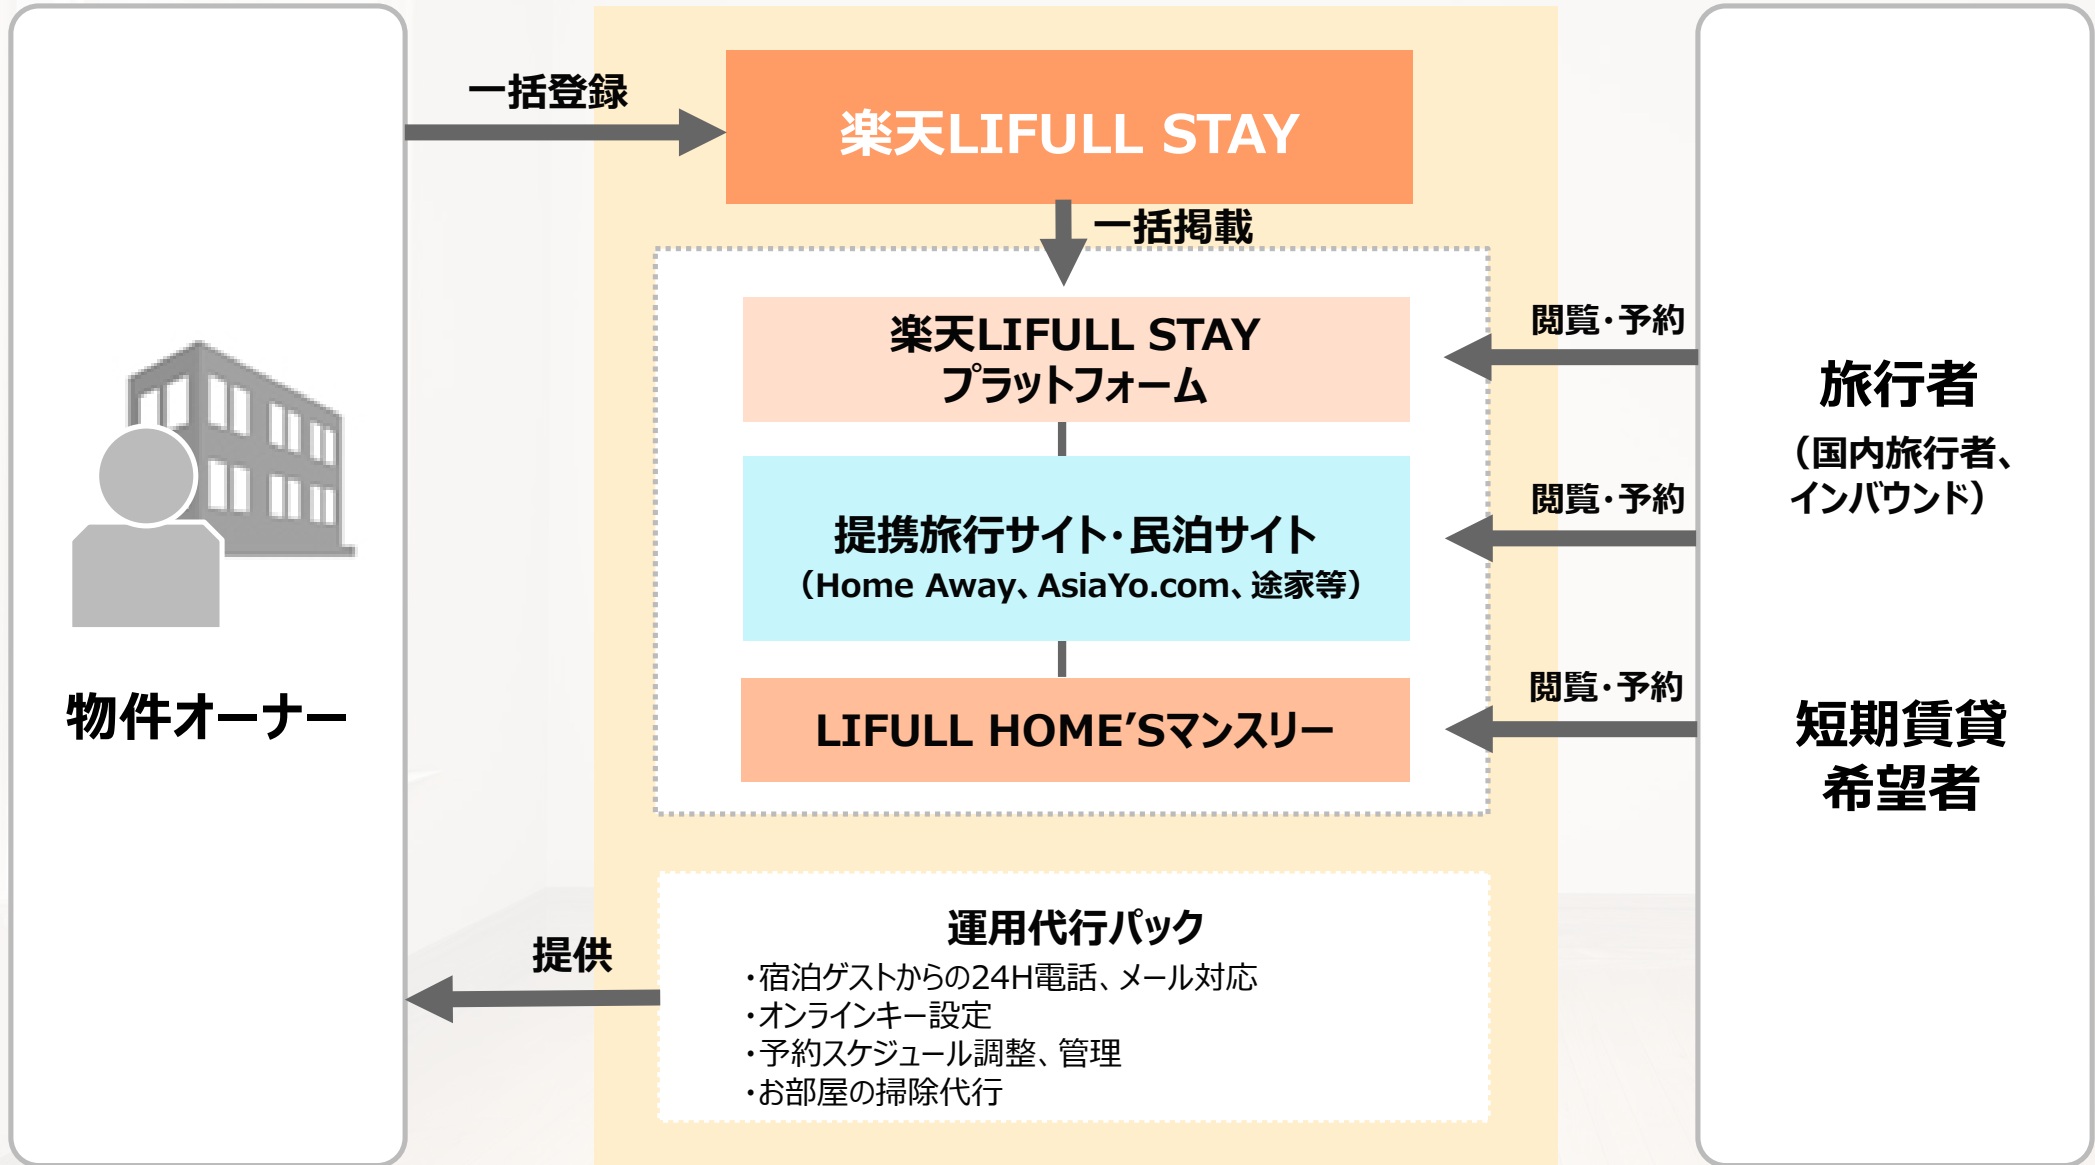 物件オーナー
一括登録
楽天LIFULL STAY
一括掲載
楽天LIFULL STAY
プラットフォーム
提携旅行サイト・民泊サイト
（Home Away、AsiaYo.com、途家等）
LIFULL HOME’Sマンスリー
閲覧・予約
閲覧・予約
閲覧・予約
旅行者
（国内旅行者、
インバウンド）
短期賃貸
希望者
提供
運用代行パック
・宿泊ゲストからの24H電話、メール対応
・オンラインキー設定
・予約スケジュール調整、管理
・お部屋の掃除代行